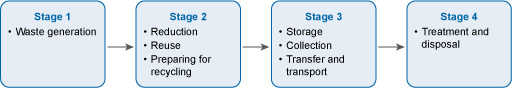 Stage 1
• Waste generation
Stage 2
• Reduction
• Reuse
• Preparing for
recycling
Stage 3
• Storage
• Collection
• Transfer and
transport
Stage 4
• Treatment and
disposal